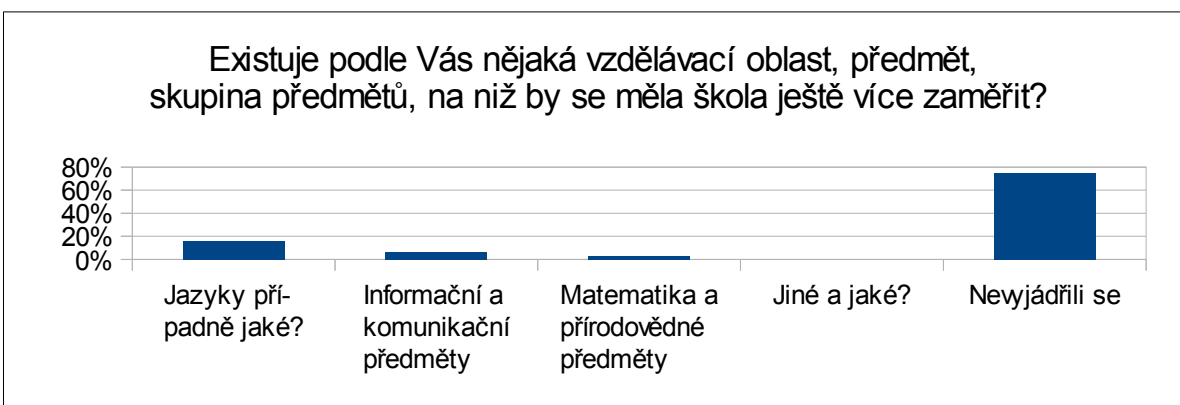 Existuje podle Vás nějaká vzdělávací oblast, předmět,
skupina předmětů, na niž by se měla škola ještě více zaměřit?
80%
60%
40%
20%
0%
Jazyky pří-
padně jaké?
Informační a
komunikační
předměty
Matematika a
přírodovědné
předměty
Jiné a jaké?
Nevyjádřili se